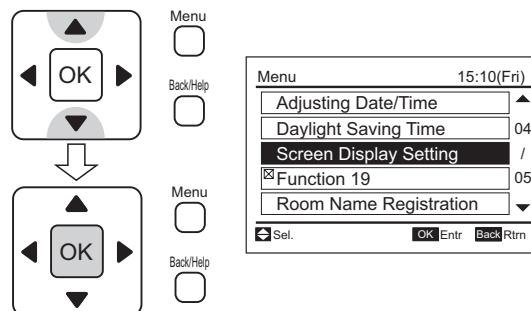 Menu
OK
Back/Help
Menu
OK
Back/Help
Menu 15:10(Fri)
Adjusting Date/Time
Daylight Saving Time 04
Screen Display Setting /
Function 19 05
Room Name Registration
Sel. OK Entr Back Rtrn